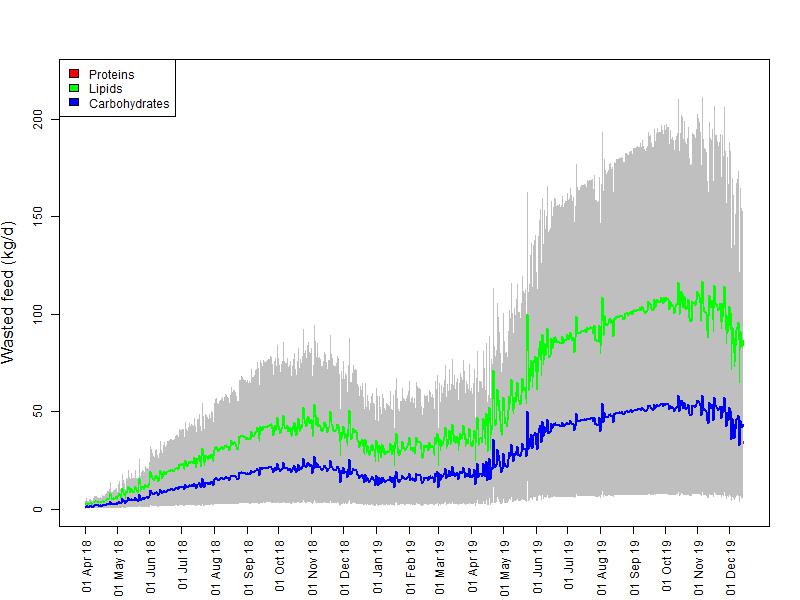 Proteins
Lipids
Carbohydrates
Wasted feed (kg/d)
200
150
100
50
0
01 Apr 18
01 May 18
01 Jun 18
01 Jul 18
01 Aug 18
01 Sep 18
01 Oct 18
01 Nov 18
01 Dec 18
01 Jan 19
01 Feb 19
01 Mar 19
01 Apr 19
01 May 19
01 Jun 19
01 Jul 19
01 Aug 19
01 Sep 19
01 Oct 19
01 Nov 19
01 Dec 19